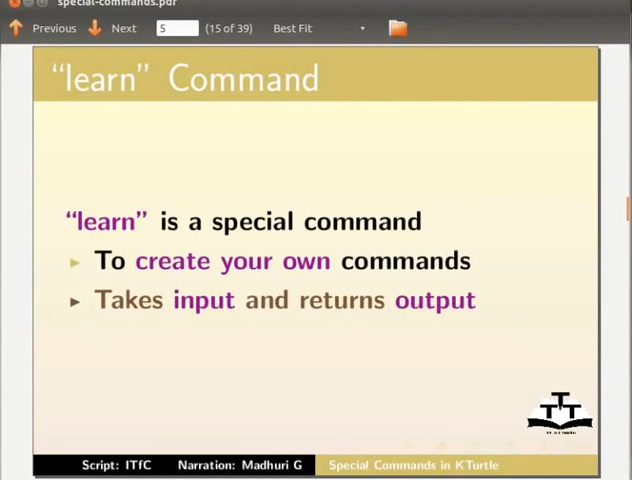 special-commands.pdf
Previous Next 5 (15 of 39) Best Fit
“learn” Command
“learn” is a special command
To create your own commands
Takes input and returns output
TTT
Script: ITfC Narration: Madhuri G Special Commands in KTurtle